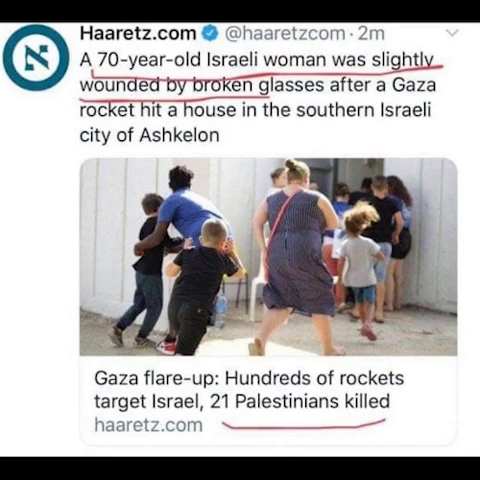 Haaretz.com @haaretzcom · 2m
A 70-year-old Israeli woman was slightly
wounded by broken glasses after a Gaza
rocket hit a house in the southern Israeli
city of Ashkelon
Gaza flare-up: Hundreds of rockets
target Israel, 21 Palestinians killed
haaretz.com